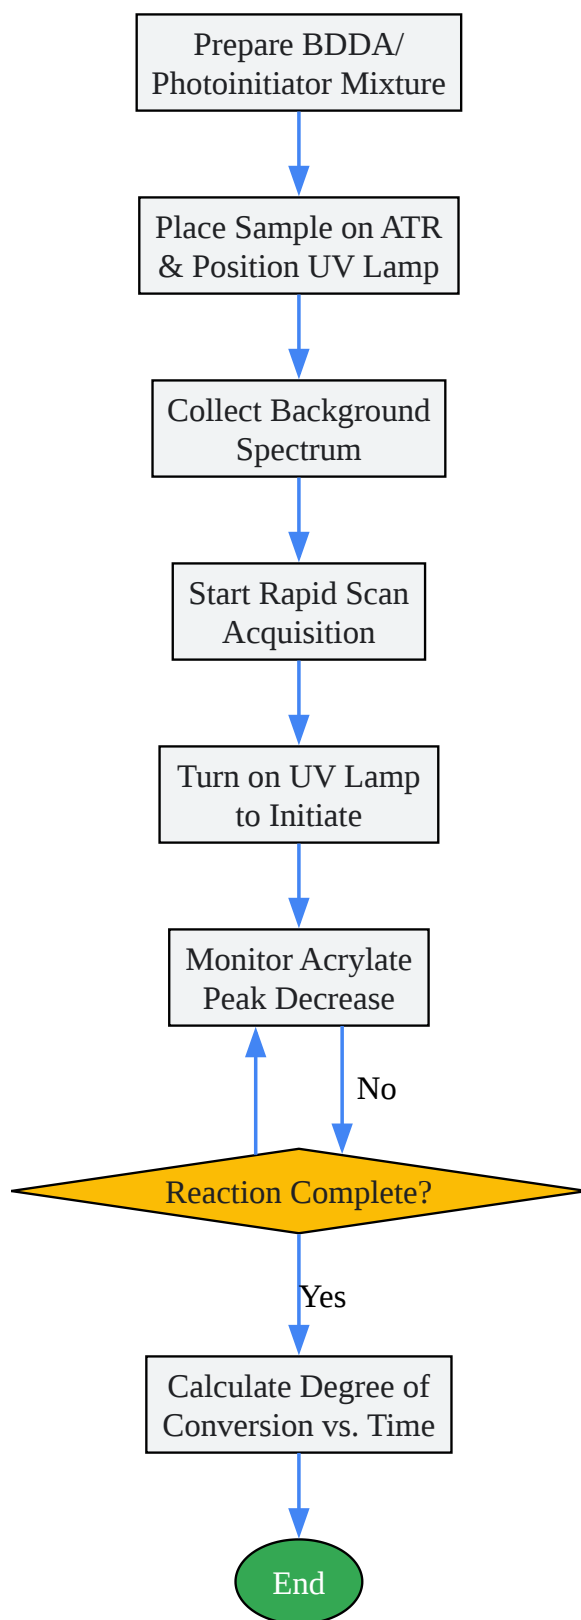 Prepare BDDA/
Photoinitiator Mixture
Place Sample on ATR
& Position UV Lamp
Collect Background
Spectrum
Start Rapid Scan
Acquisition
Turn on UV Lamp
to Initiate
Monitor Acrylate
Peak Decrease
No
Reaction Complete?
Yes
Calculate Degree of
Conversion vs. Time
End